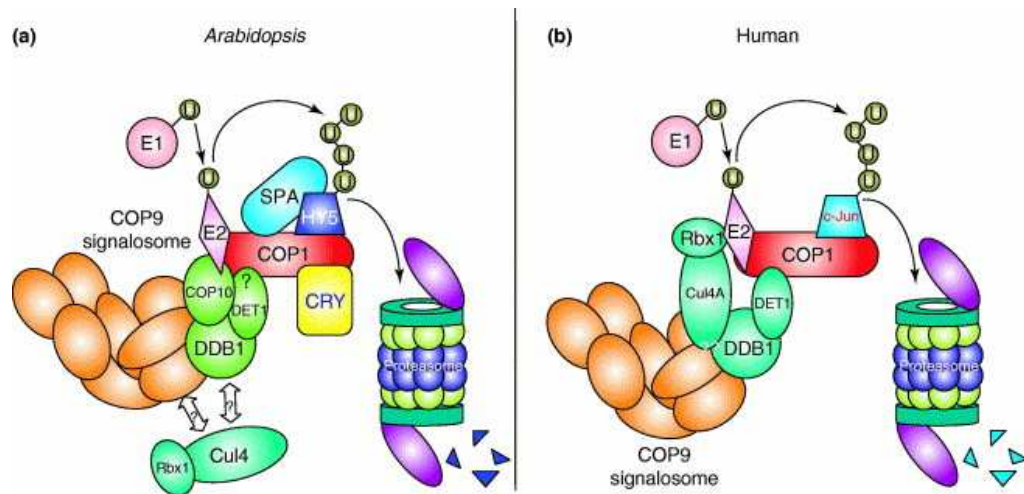 (a)
Arabidopsis
U
E1
U
U
U
U
U
U
SPA
HY5
COP9
signalosome
E2
COP1
COP10
?
DET1
CRY
DDB1
Proteasome
?
?
Rbx1
Cul4
(b)
Human
U
E1
U
U
U
U
U
U
c-Jun
Rbx1
E2
COP1
Cul4A
DET1
DDB1
Proteasome
COP9
signalosome